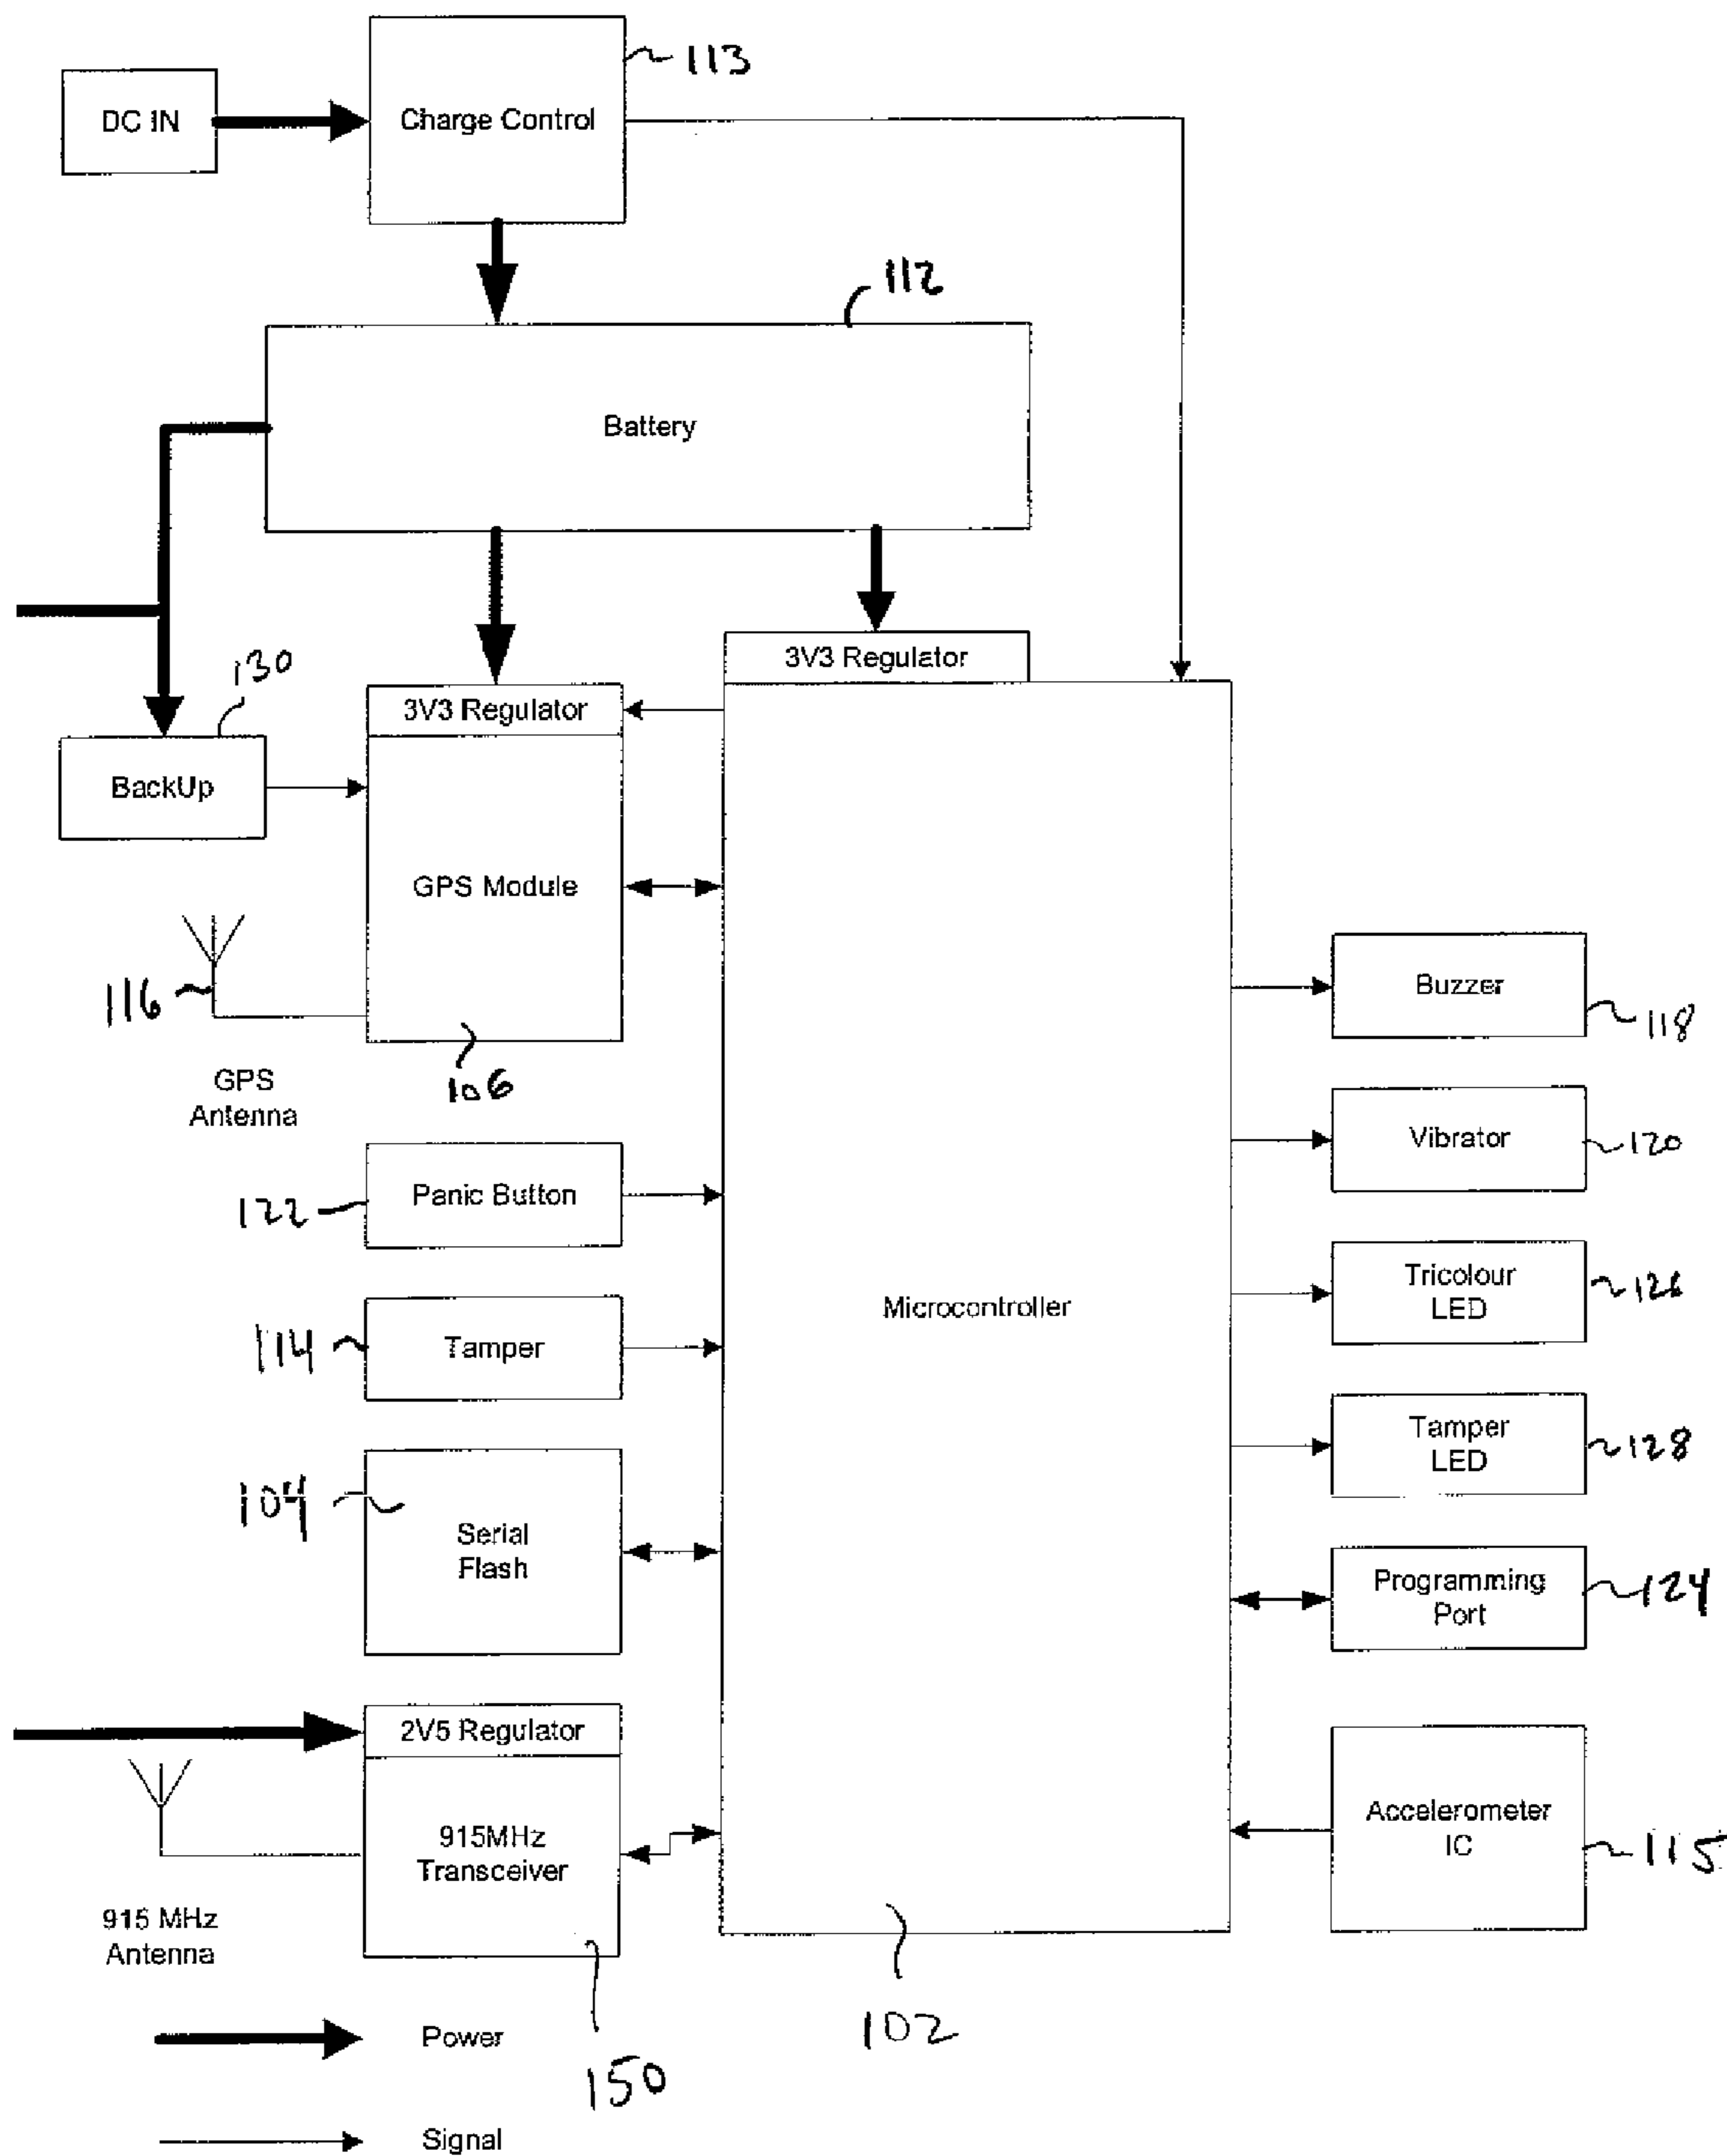 113
DC IN
Charge Control
112
Battery
130
3V3 Regulator
3V3 Regulator
BackUp
GPS Module
116
106
GPS
Antenna
Buzzer
118
Vibrator
120
122
Panic Button
Tricolour
LED
126
Microcontroller
114
Tamper
Tamper
LED
128
104
Serial
Flash
Programming
Port
124
2V5 Regulator
915MHz
Transceiver
Accelerometer
IC
115
915 MHz
Antenna
102
150
Power
Signal